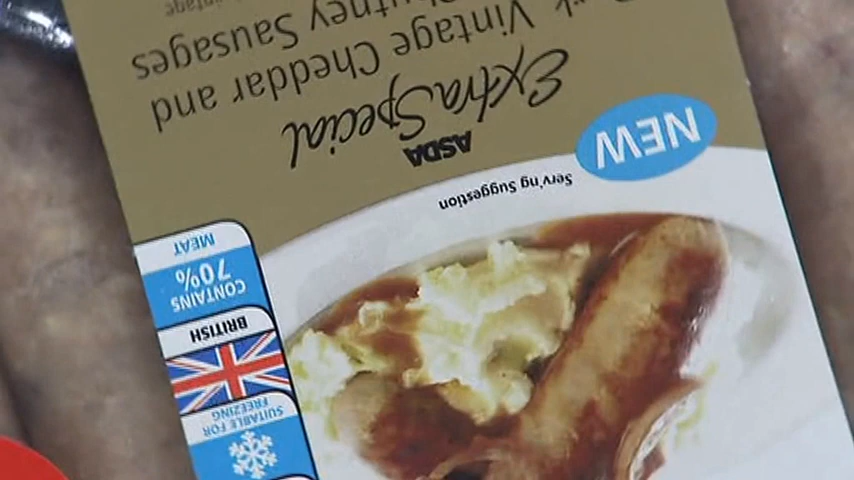 ASDA
Extra Special
Vintage Cheddar and
Chutney Sausages
NEW
Serving Suggestion
MEAT
70%
CONTAINS
BRITISH
SUITABLE FOR
FREEZING